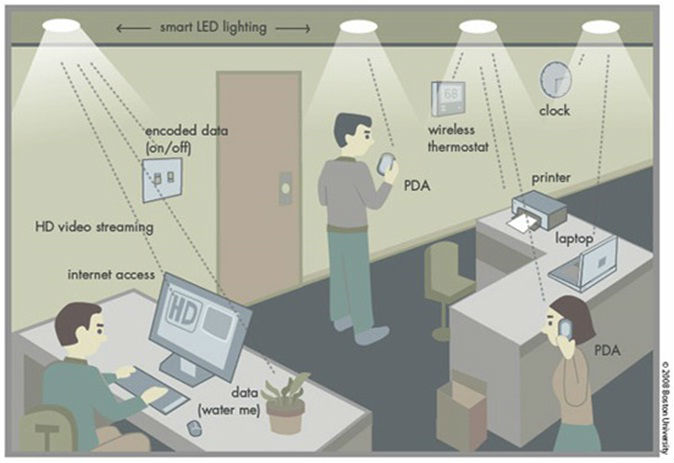 smart LED lighting
encoded data
(on/off)
68
wireless
thermostat
clock
PDA
printer
HD video streaming
laptop
internet access
HD
PDA
data
(water me)
© 2008 Boston University